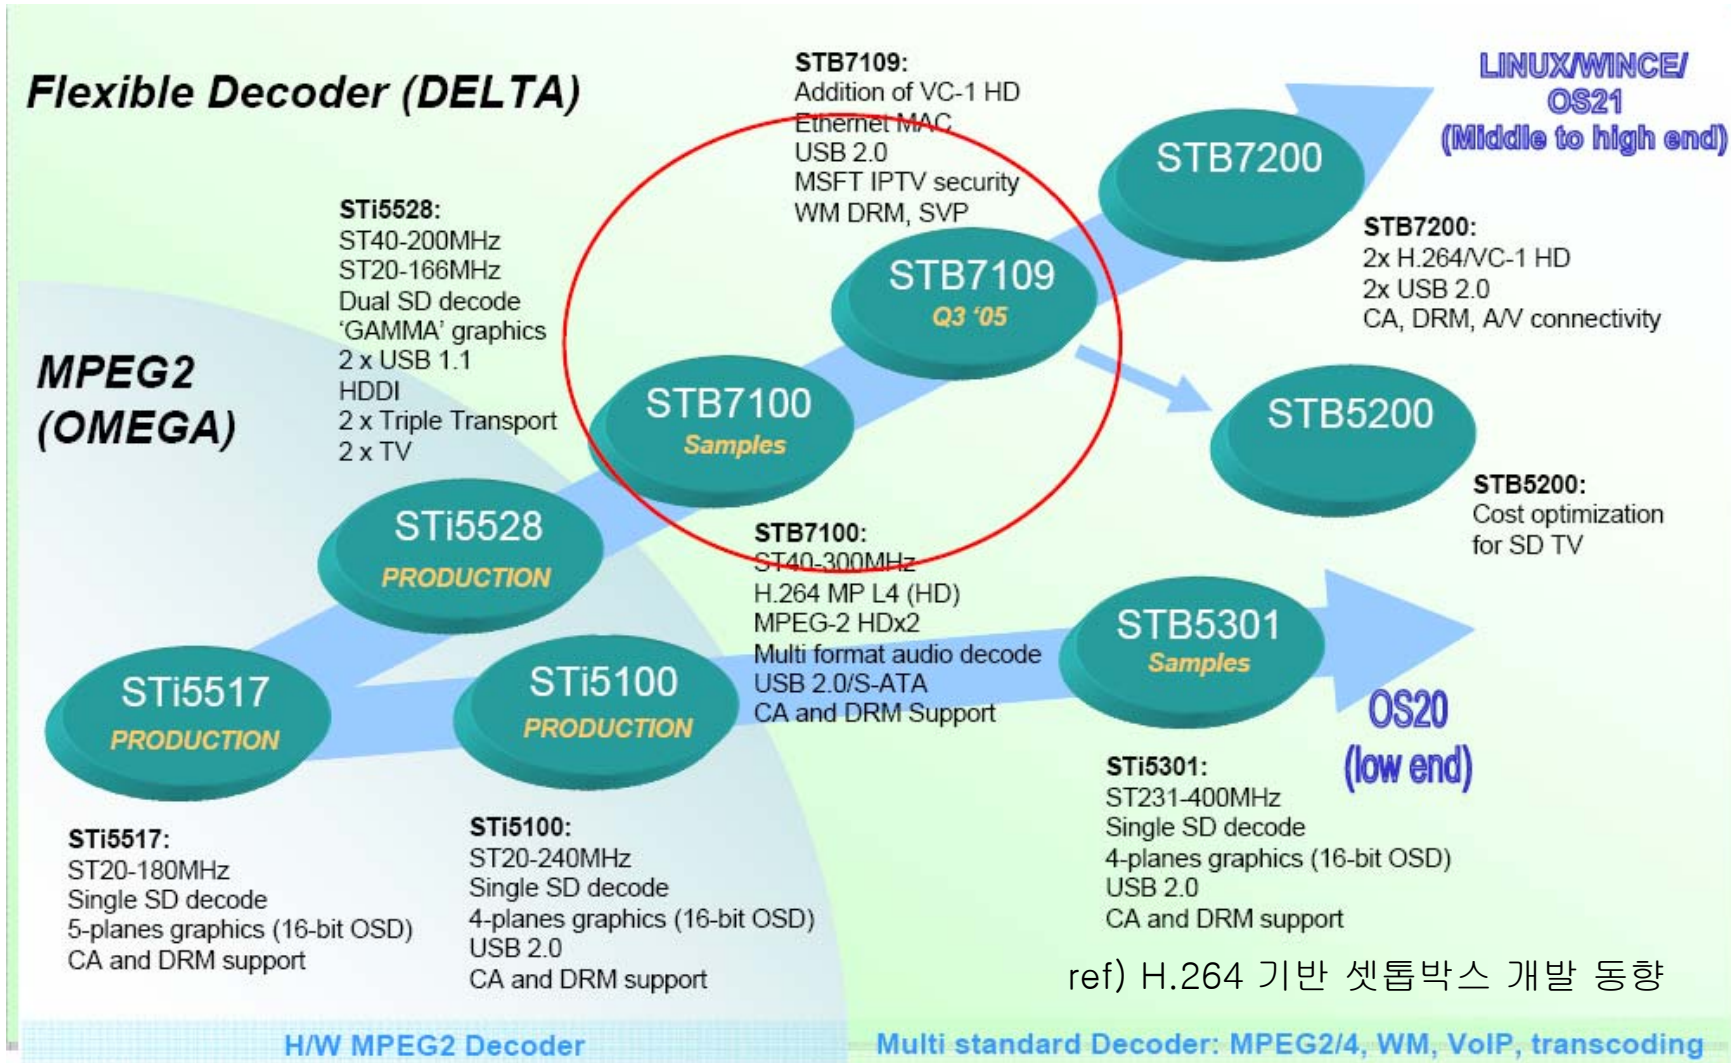 Flexible Decoder (DELTA)
STB7109:
Addition of VC-1 HD
Ethernet MAC
USB 2.0
MSFT IPTV security
WM DRM, SVP
LINUX/WINCE/
OS21
(Middle to high end)
STB7200
STB7200:
2x H.264/VC-1 HD
2x USB 2.0
CA, DRM, A/V connectivity
STi5528:
ST40-200MHz
ST20-166MHz
Dual SD decode
‘GAMMA’ graphics
2 x USB 1.1
HDDI
2 x Triple Transport
2 x TV
STB7109
Q3 ‘05
MPEG2
(OMEGA)
STB7100
Samples
STB5200
STB5200:
Cost optimization
for SD TV
STi5528
PRODUCTION
STB7100:
ST40-300MHz
H.264 MP L4 (HD)
MPEG-2 HDx2
Multi format audio decode
USB 2.0/S-ATA
CA and DRM Support
STB5301
Samples
STi5517
PRODUCTION
STi5100
PRODUCTION
OS20
(low end)
STi5517:
ST20-180MHz
Single SD decode
5-planes graphics (16-bit OSD)
CA and DRM support
STi5100:
ST20-240MHz
Single SD decode
4-planes graphics (16-bit OSD)
USB 2.0
CA and DRM support
STi5301:
ST231-400MHz
Single SD decode
4-planes graphics (16-bit OSD)
USB 2.0
CA and DRM support
ref) H.264 기반 셋톱박스 개발 동향
H/W MPEG2 Decoder
Multi standard Decoder: MPEG2/4, WM, VoIP, transcoding